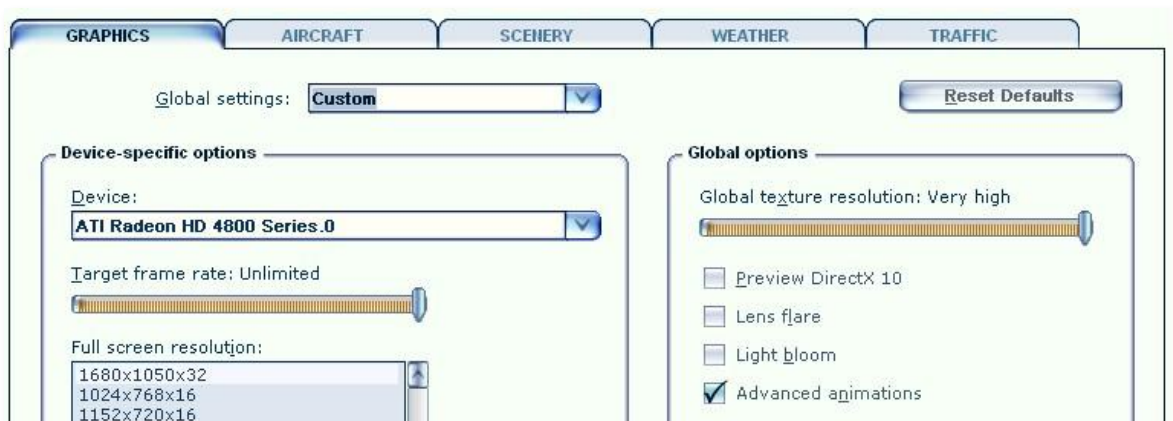 GRAPHICS AIRCRAFT SCENERY WEATHER TRAFFIC
Global settings: Custom Reset Defaults
Device-specific options
Device:
ATI Radeon HD 4800 Series.0
Target frame rate: Unlimited
Full screen resolution:
1680x1050x32
1024x768x16
1152x720x16
Global options
Global texture resolution: Very high
Preview DirectX 10
Lens flare
Light bloom
Advanced animations